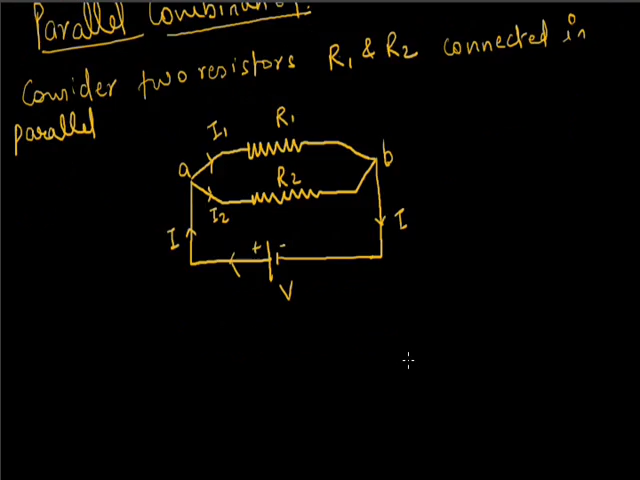 Parallel Combination:
Consider two resistors R1 & R2 connected in
parallel
I1 R1
a b
R2
I2
I I
+ -
V